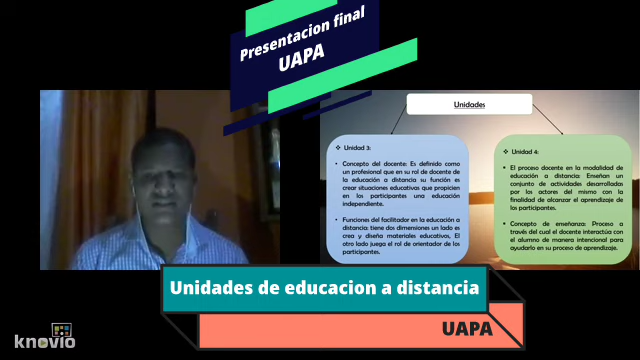 Presentacion final
UAPA
Unidades
Unidad 3:
Concepto del docente: Es definido como
un profesional que en su rol de docente de
la educación a distancia su función es
crear situaciones educativas que propicien
en los participantes una educación
independiente.
Funciones del facilitador en la educación a
distancia: tiene dos dimensiones un lado es
crea y diseña materiales educativos, El
otro lado juega el rol de orientador de los
participantes.
Unidad 4:
El proceso docente en la modalidad de
educación a distancia: Enseñan un
conjunto de actividades desarrolladas
por los actores del mismo con la
finalidad de alcanzar el aprendizaje de
los participantes.
Concepto de enseñanza: Proceso a
través del cual el docente interactúa con
el alumno de manera intencional para
ayudarlo en su proceso de aprendizaje.
Unidades de educacion a distancia
UAPA
knovio